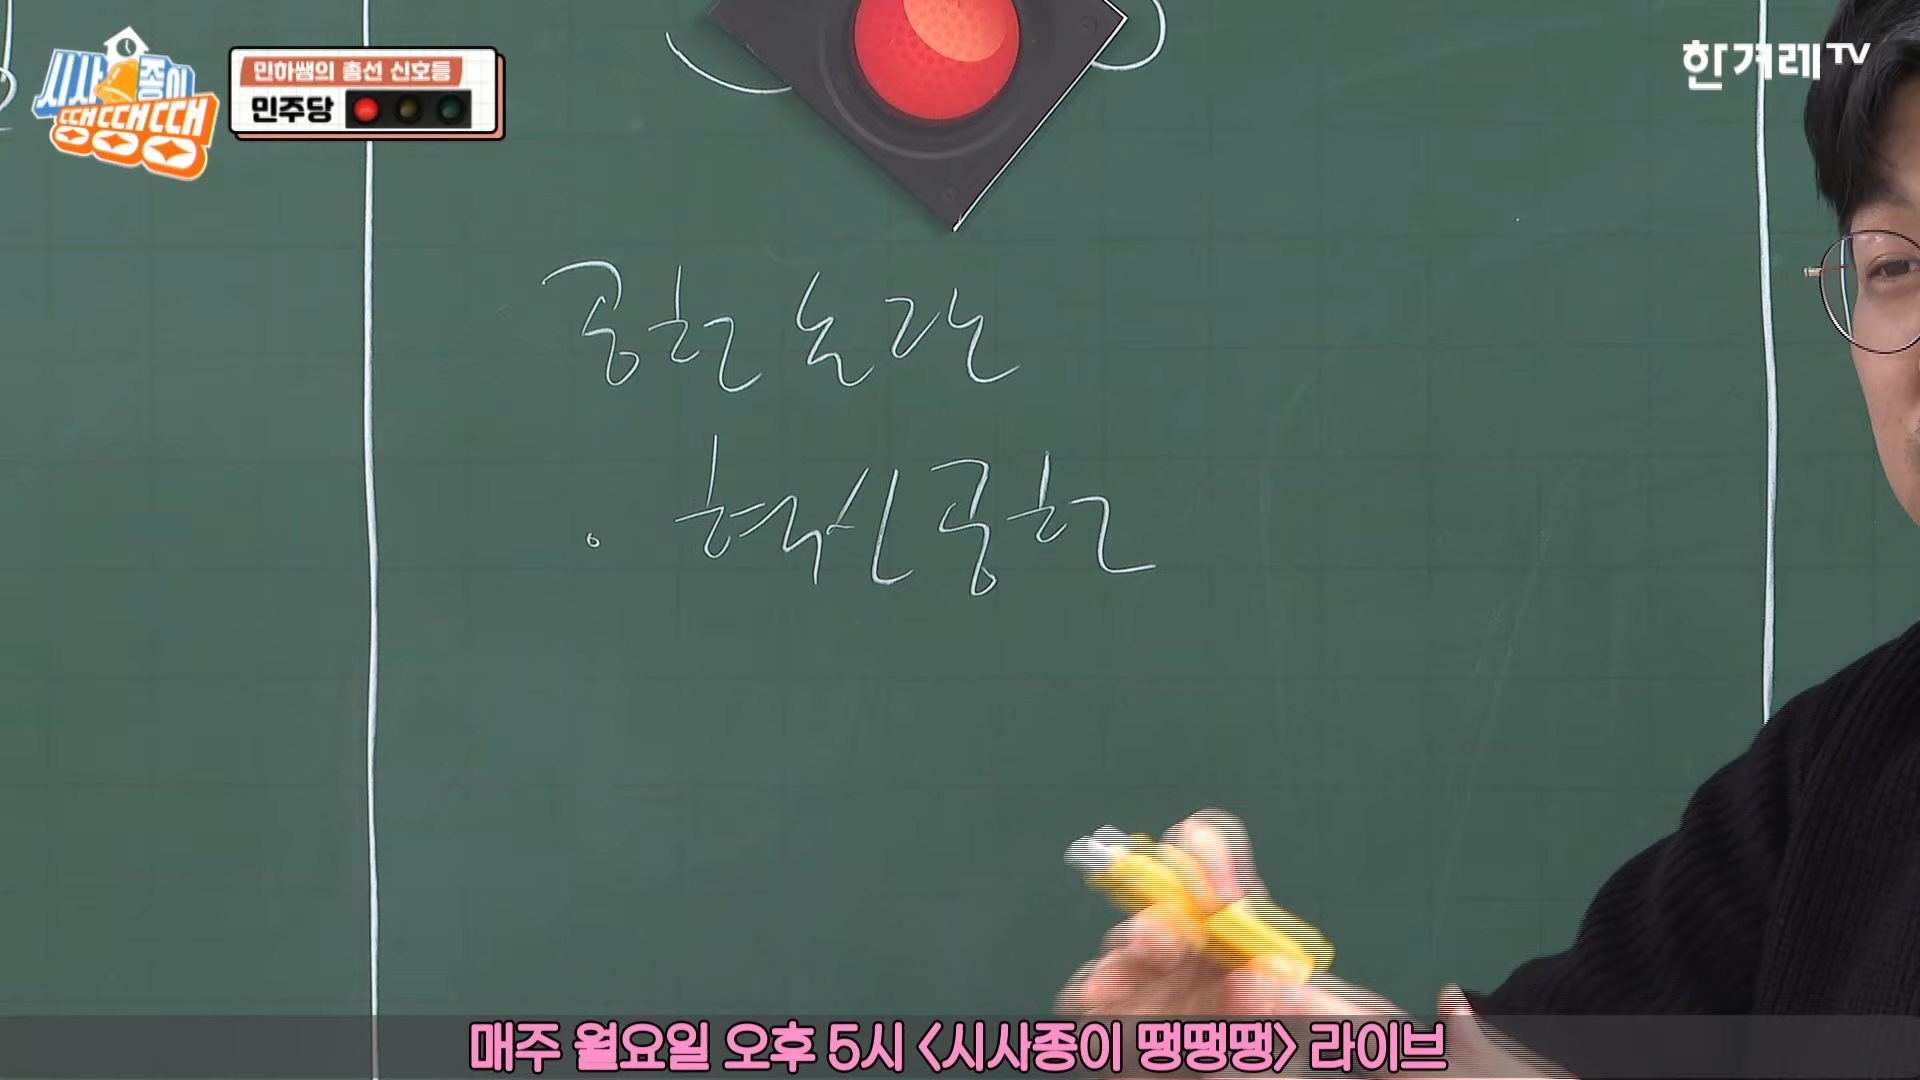 시사종이
땡땡땡
민하쌤의 총선 신호등
민주당
한겨레TV
공천 논란
· 혁신공천
매주 월요일 오후 5시 <시사종이 땡땡땡> 라이브